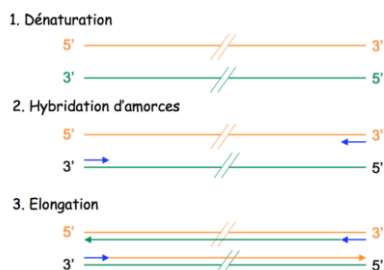 1. Dénaturation
5' 3'
3' 5'
2. Hybridation d'amorces
5' 3'
3' 5'
3. Elongation
5' 3'
3' 5'